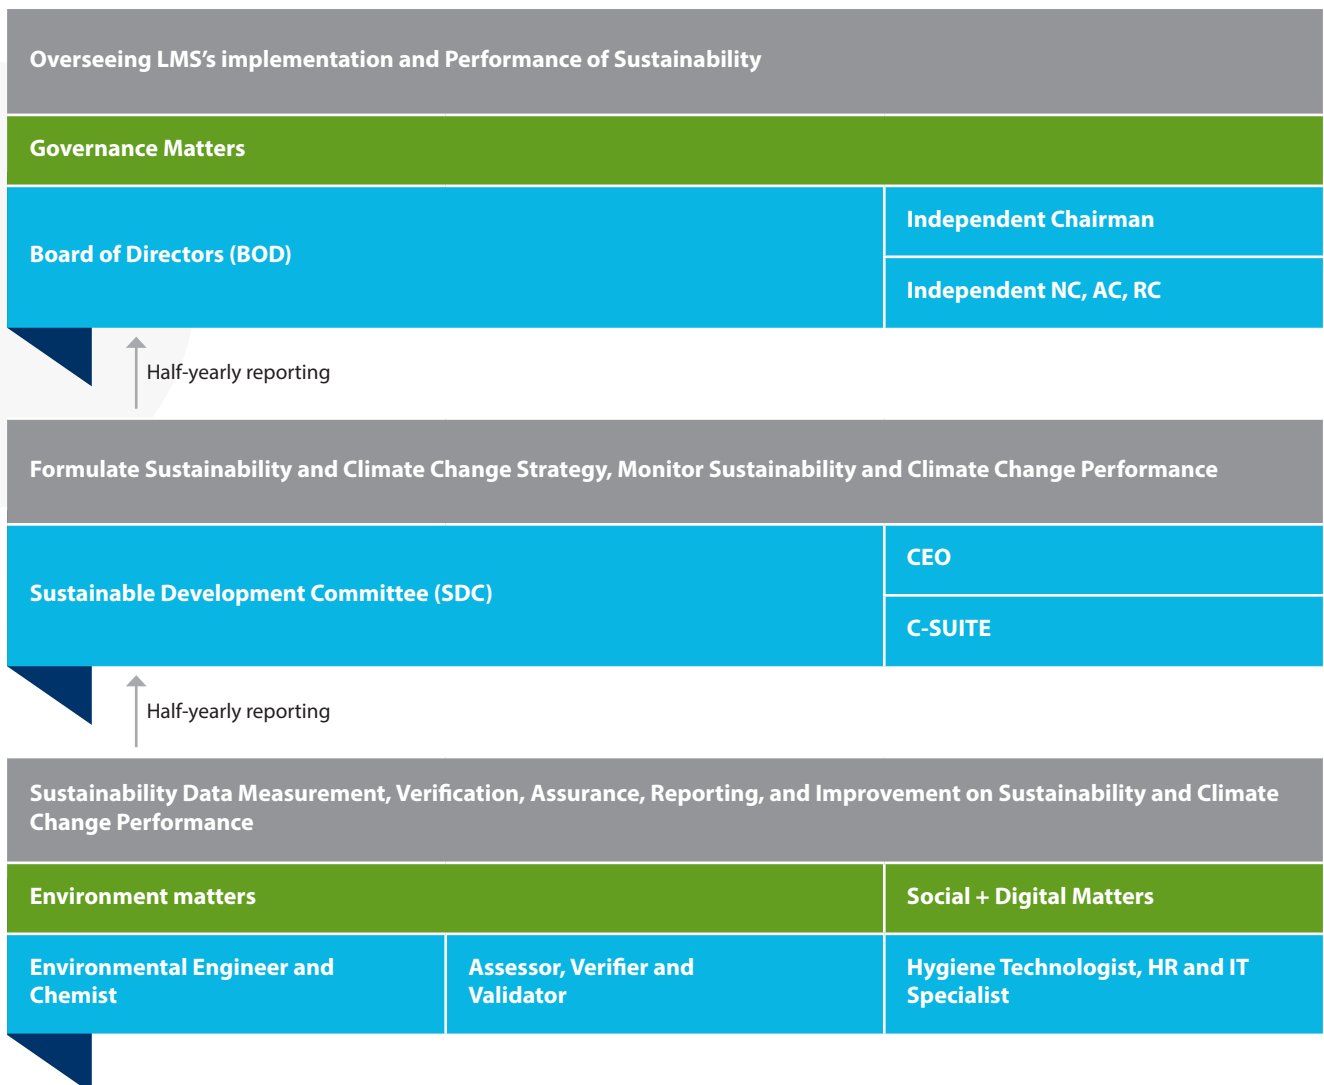 Overseeing LMS's implementation and Performance of Sustainability
Governance Matters
Board of Directors (BOD)
Independent Chairman
Independent NC, AC, RC
Half-yearly reporting
Formulate Sustainability and Climate Change Strategy, Monitor Sustainability and Climate Change Performance
Sustainable Development Committee (SDC)
CEO
C-SUITE
Half-yearly reporting
Sustainability Data Measurement, Verification, Assurance, Reporting, and Improvement on Sustainability and Climate
Change Performance
Environment matters
Social + Digital Matters
Environmental Engineer and
Chemist
Assessor, Verifier and
Validator
Hygiene Technologist, HR and IT
Specialist